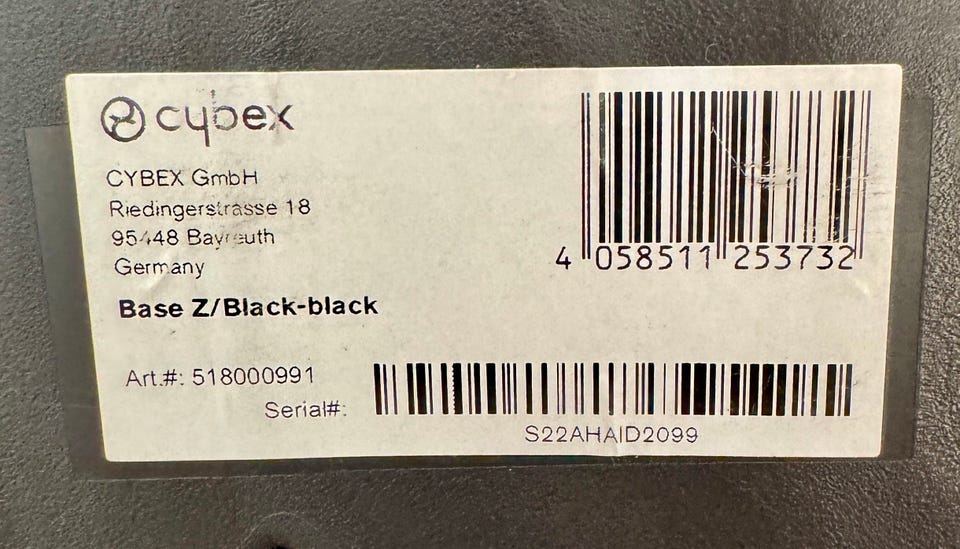 cybex
CYBEX GmbH
Riedingerstrasse 18
95448 Bayreuth
Germany
Base Z/Black-black
Art.#: 518000991
Serial#:
S22AHAID2099
4 058511 253732